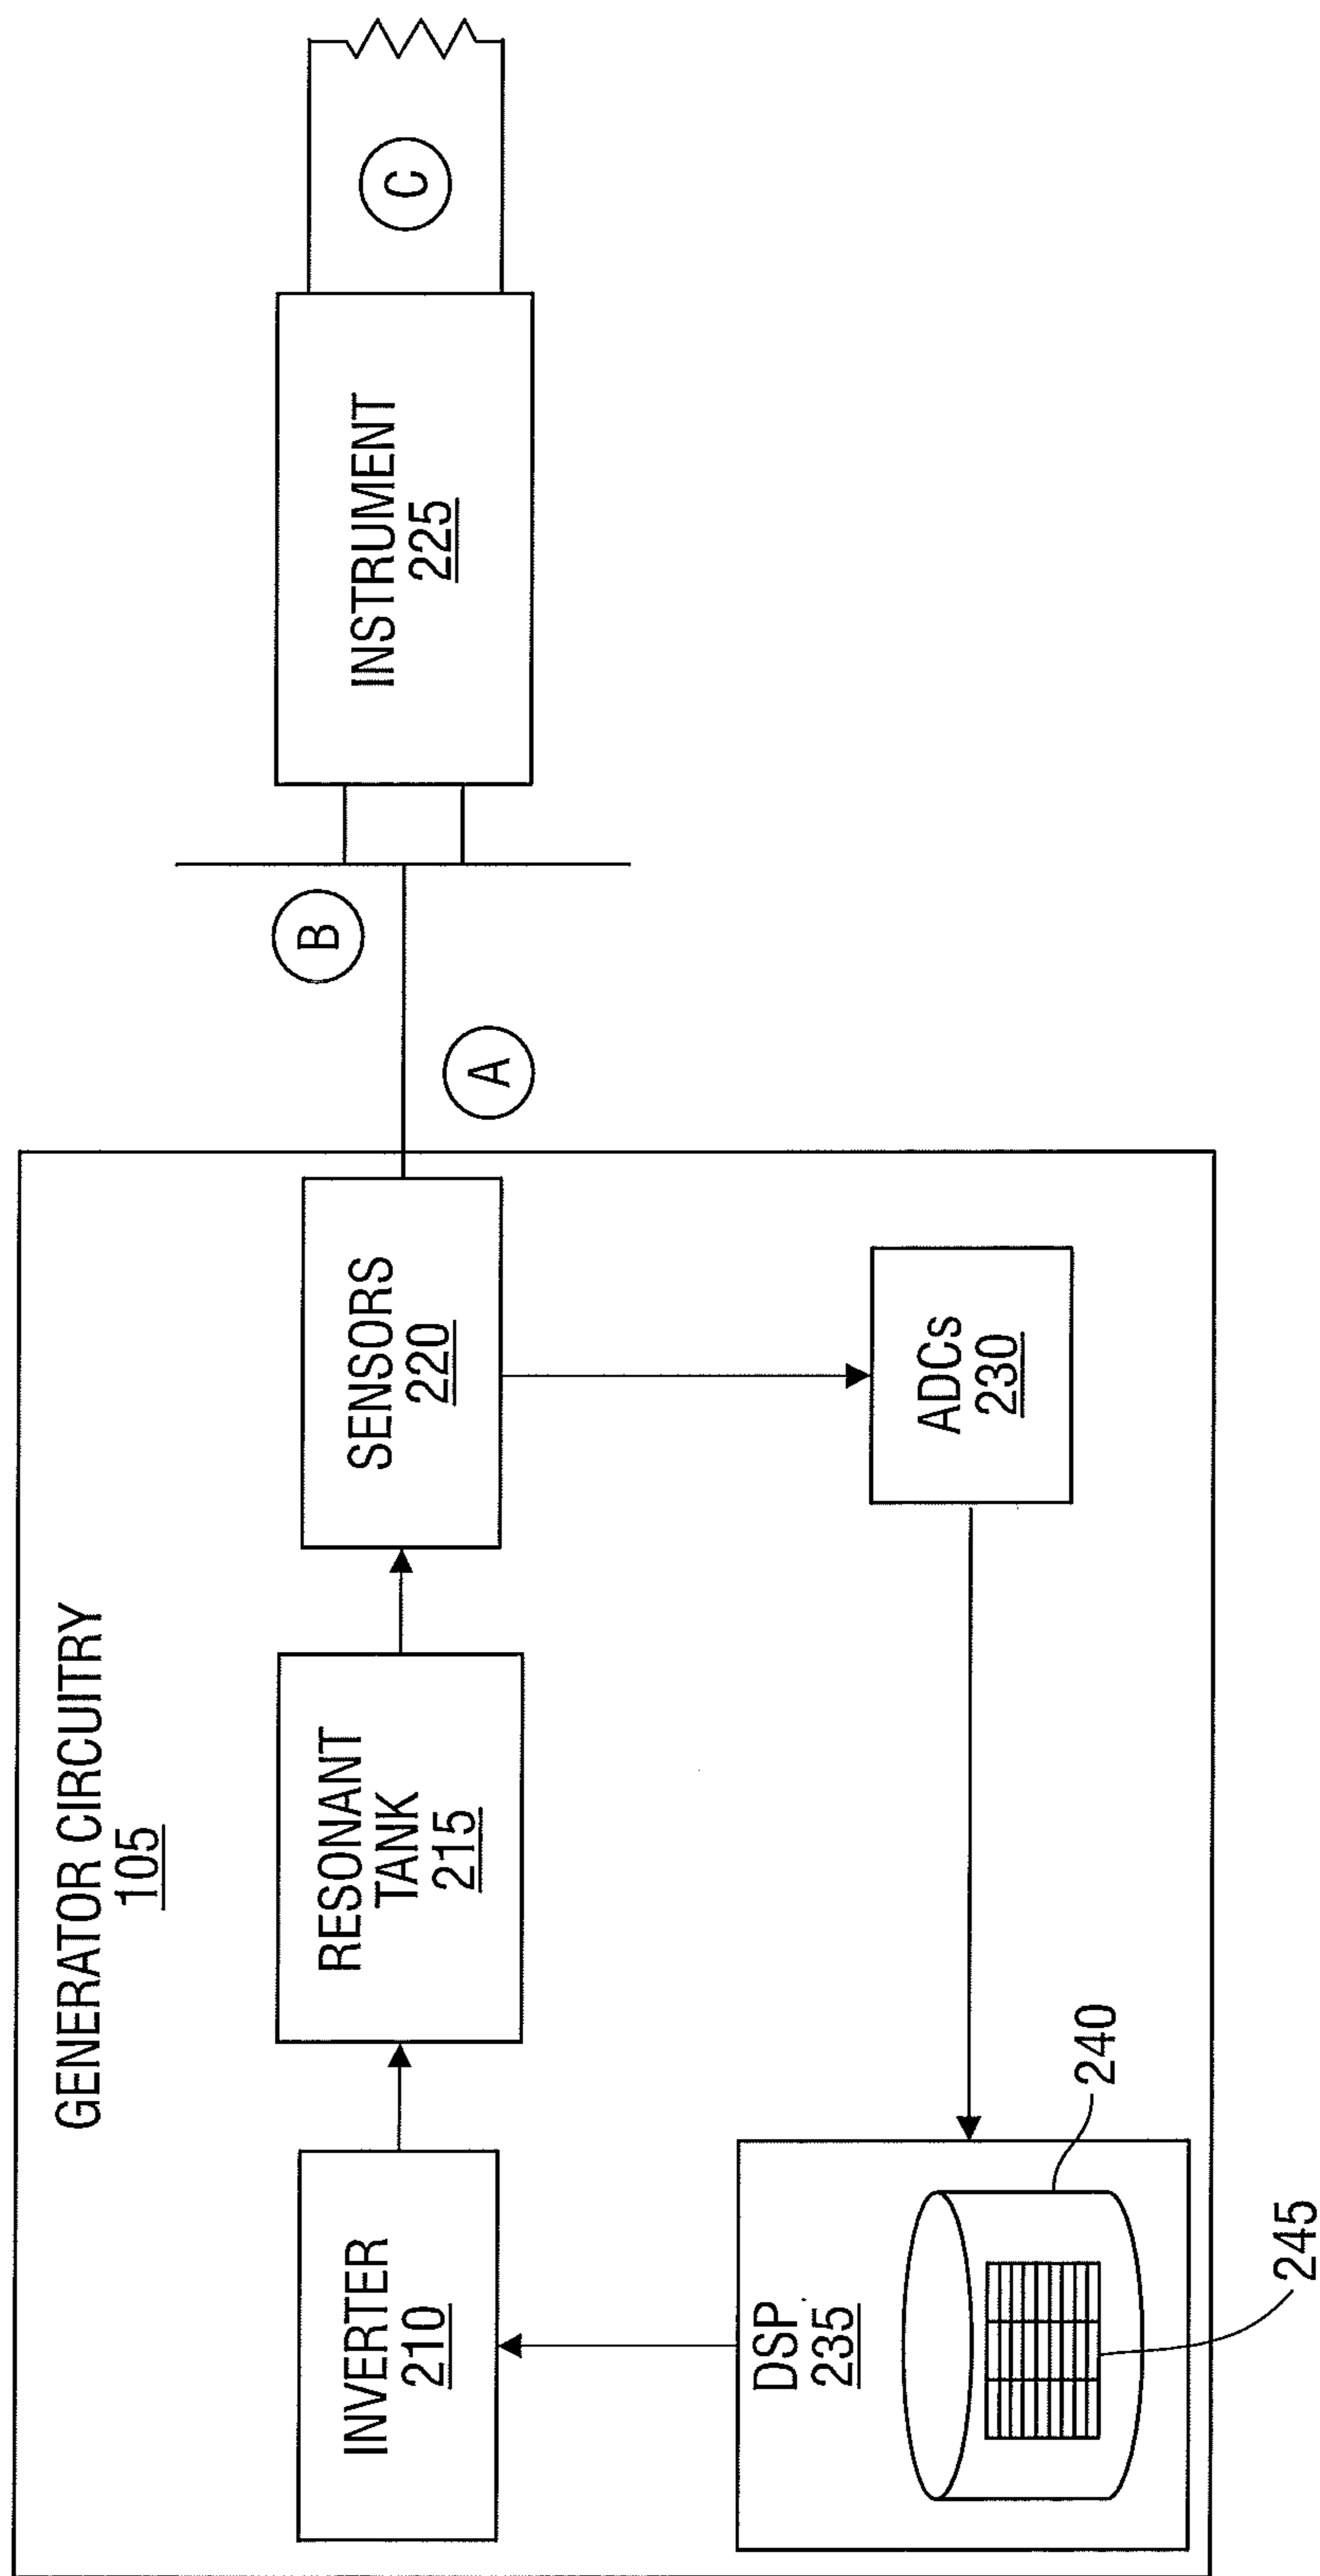 GENERATOR CIRCUITRY
105
INVERTER
210
RESONANT
TANK
215
SENSORS
220
B
A
INSTRUMENT
225
C
DSP
235
ADCs
230
240
245